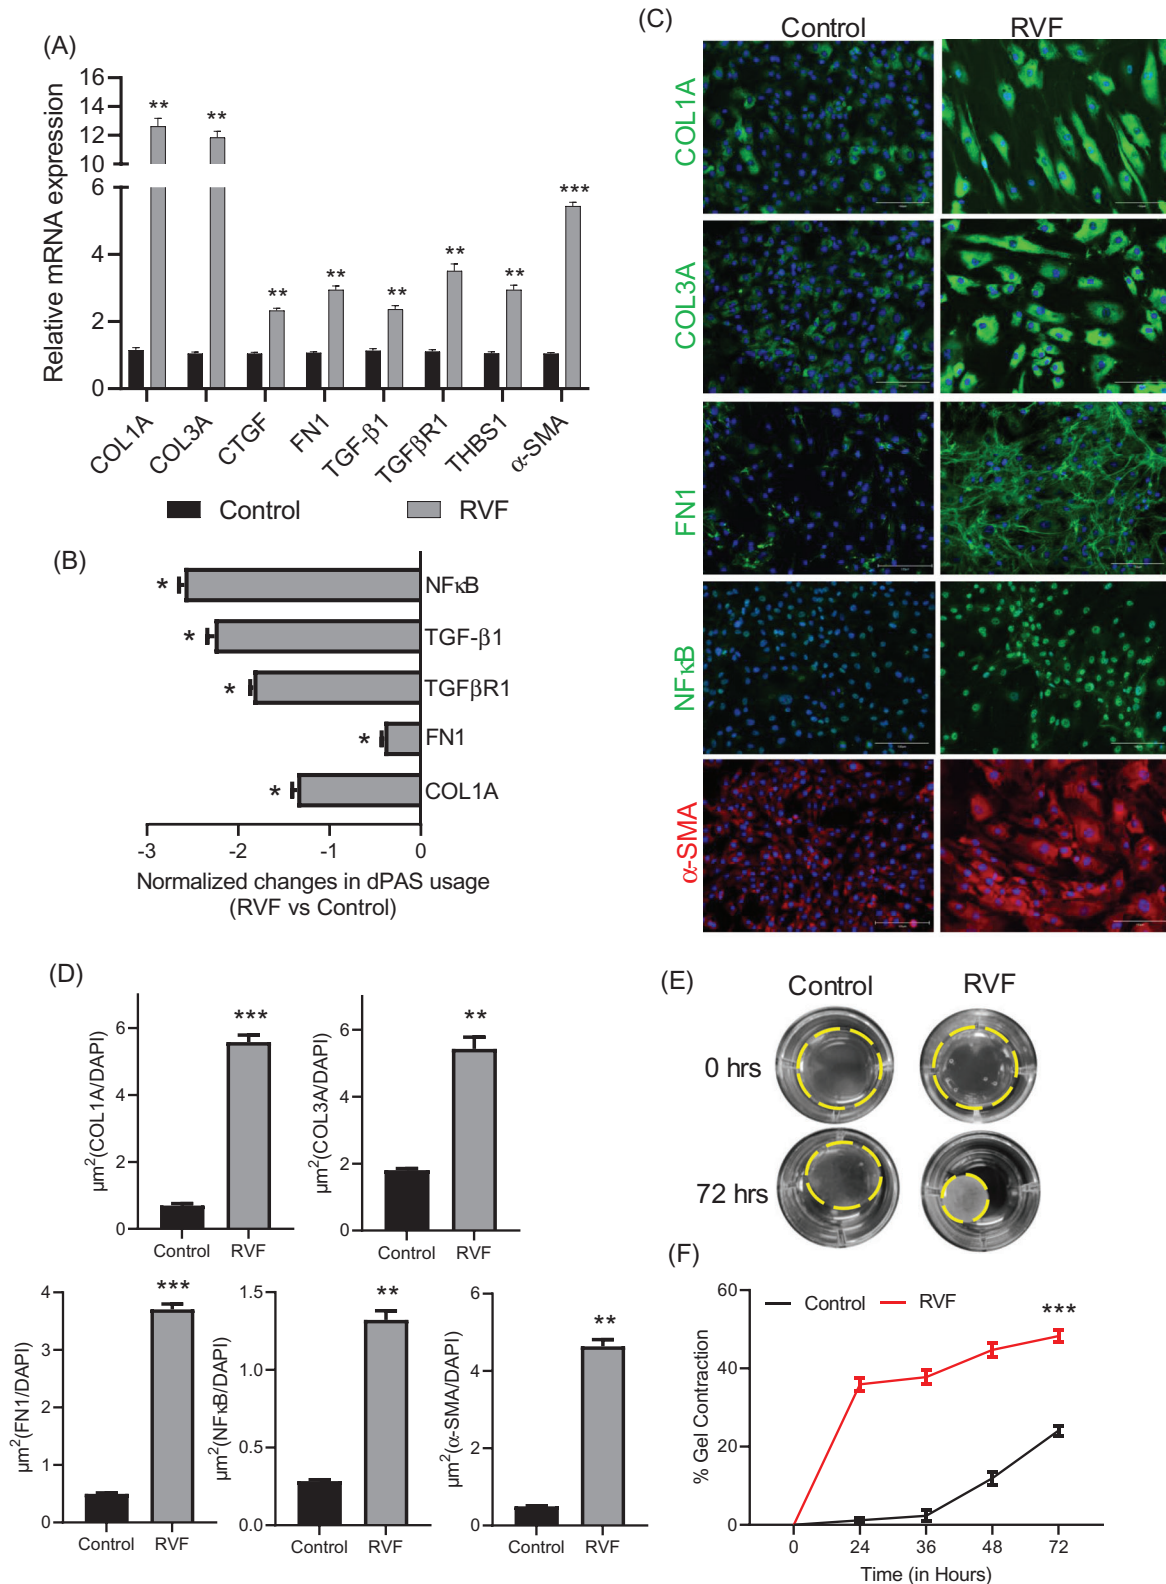 (A)
Relative mRNA expression
16
14
12
10
6
4
2
0
** ** ** ** ** ** ** ***
COL1A COL3A CTGF FN1 TGF-β1 TGFβR1 THBS1 α-SMA
Control RVF
(B)
* NFκB
* TGF-β1
* TGFβR1
* FN1
* COL1A
-3 -2 -1 0
Normalized changes in dPAS usage
(RVF vs Control)
(C)
Control RVF
COL1A
COL3A
FN1
NFκB
α-SMA
(D)
µm²(COL1A/DAPI)
6
4
2
0
***
Control RVF
µm²(COL3A/DAPI)
6
4
2
0
**
Control RVF
µm²(FN1/DAPI)
4
3
2
1
0
***
Control RVF
µm²(NFκB/DAPI)
1.5
1.0
0.5
0.0
**
Control RVF
µm²(α-SMA/DAPI)
6
4
2
0
**
Control RVF
(E)
Control RVF
0 hrs
72 hrs
(F)
% Gel Contraction
60
40
20
0
Control RVF
***
0 24 36 48 72
Time (in Hours)